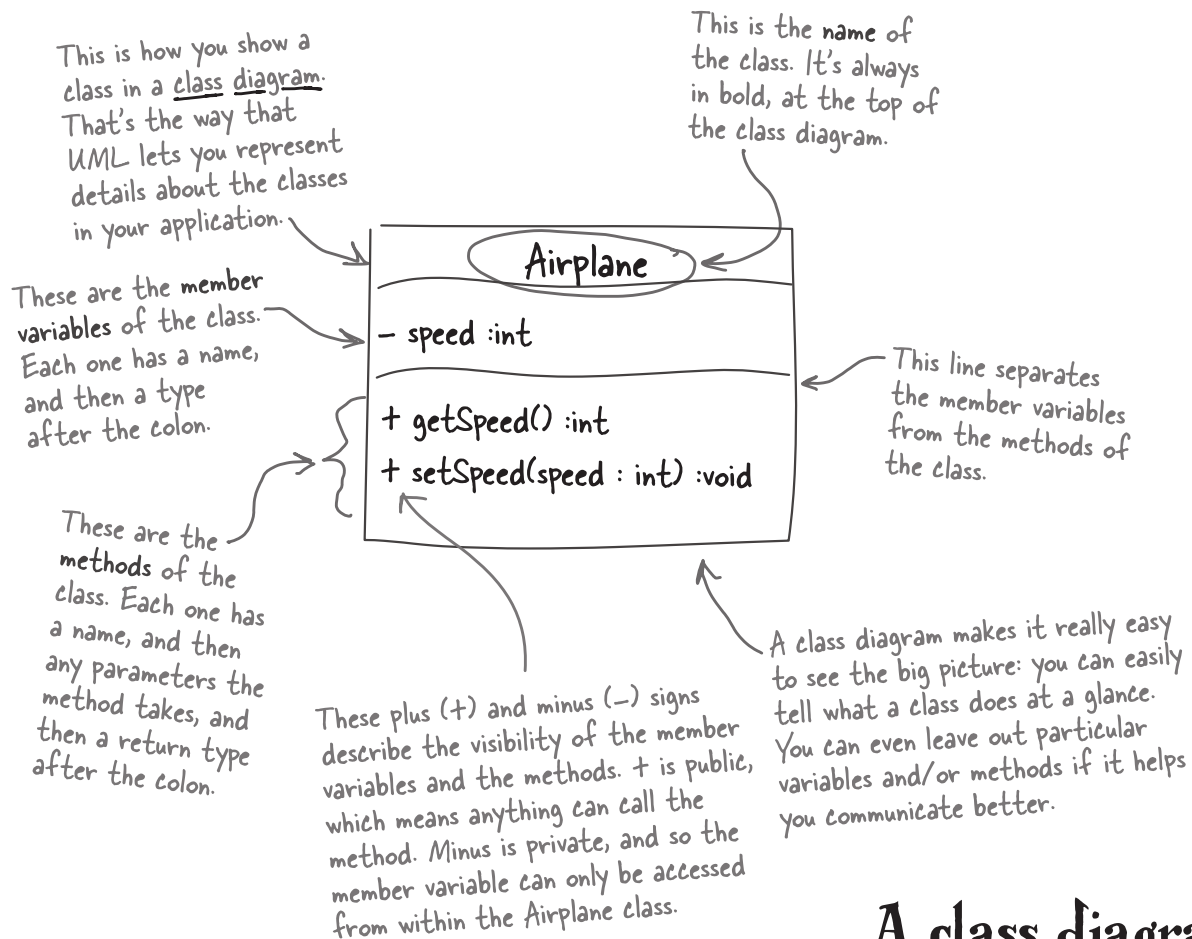 This is how you show a
class in a class diagram.
That's the way that
UML lets you represent
details about the classes
in your application.
This is the name of
the class. It's always
in bold, at the top of
the class diagram.
Airplane
These are the member
variables of the class.
Each one has a name,
and then a type
after the colon.
– speed :int
This line separates
the member variables
from the methods of
the class.
+ getSpeed() :int
+ setSpeed(speed : int) :void
These are the
methods of the
class. Each one has
a name, and then
any parameters the
method takes, and
then a return type
after the colon.
These plus (+) and minus (–) signs
describe the visibility of the member
variables and the methods. + is public,
which means anything can call the
method. Minus is private, and so the
member variable can only be accessed
from within the Airplane class.
A class diagram makes it really easy
to see the big picture: you can easily
tell what a class does at a glance.
You can even leave out particular
variables and/or methods if it helps
you communicate better.
A class diagra